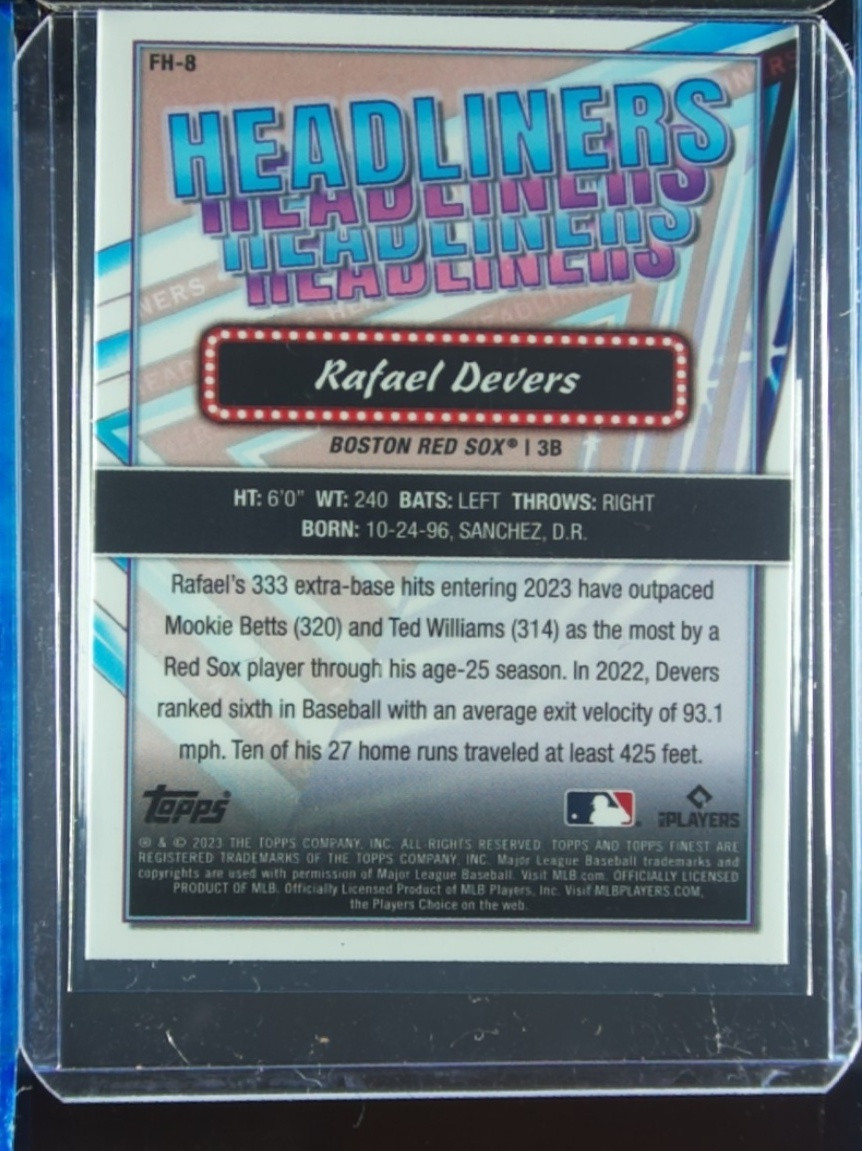 FH-8
HEADLINERS
HEADLINERS
HEADLINERS
HEADLINERS
Rafael Devers
BOSTON RED SOX® | 3B
HT: 6'0" WT: 240 BATS: LEFT THROWS: RIGHT
BORN: 10-24-96, SANCHEZ, D.R.
Rafael's 333 extra-base hits entering 2023 have outpaced
Mookie Betts (320) and Ted Williams (314) as the most by a
Red Sox player through his age-25 season. In 2022, Devers
ranked sixth in Baseball with an average exit velocity of 93.1
mph. Ten of his 27 home runs traveled at least 425 feet.
Topps
PLAYERS
® & © 2023 THE TOPPS COMPANY, INC. ALL RIGHTS RESERVED. TOPPS AND TOPPS FINEST ARE
REGISTERED TRADEMARKS OF THE TOPPS COMPANY, INC. Major League Baseball trademarks and
copyrights are used with permission of Major League Baseball. Visit MLB.com. OFFICIALLY LICENSED
PRODUCT OF MLB. Officially Licensed Product of MLB Players, Inc. Visit MLBPLAYERS.COM,
the Players Choice on the web.